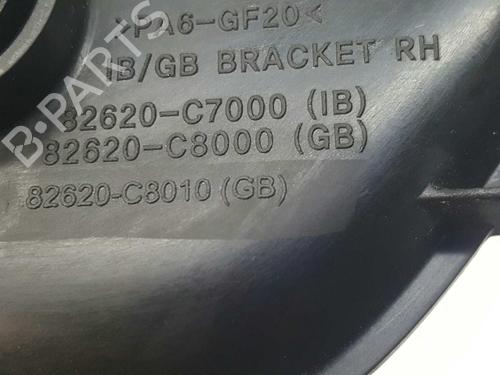 >PA6-GF20<
IB/GB BRACKET RH
82620-C7000 (IB)
82620-C8000 (GB)
82620-C8010 (GB)
B-PARTS